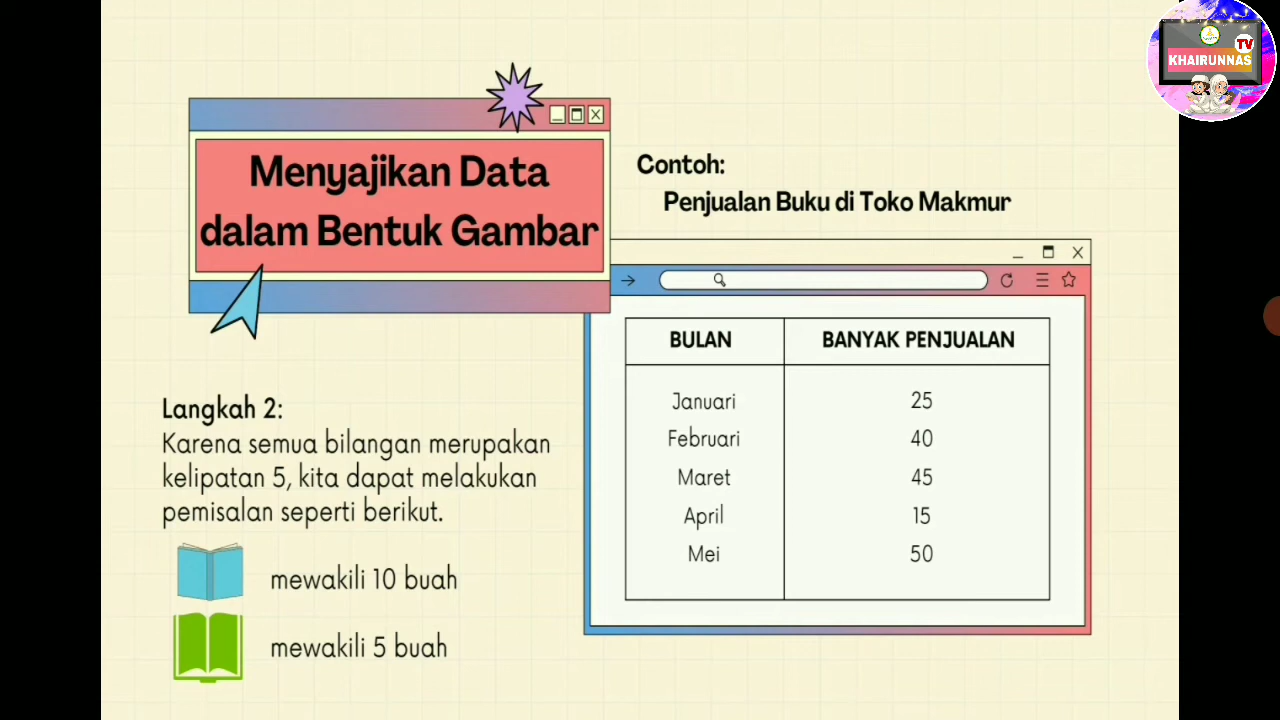 KHAIRUNNAS
TV
Menyajikan Data
dalam Bentuk Gambar
Contoh:
Penjualan Buku di Toko Makmur
BULAN BANYAK PENJUALAN
Januari 25
Februari 40
Maret 45
April 15
Mei 50
Langkah 2:
Karena semua bilangan merupakan
kelipatan 5, kita dapat melakukan
pemisalan seperti berikut.
mewakili 10 buah
mewakili 5 buah